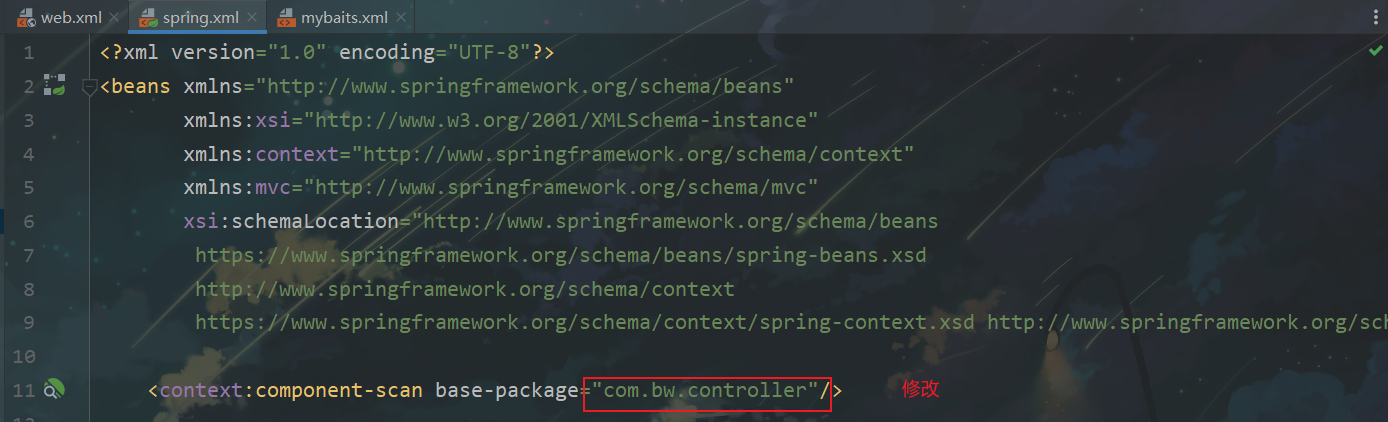 web.xml spring.xml mybaits.xml
1 <?xml version="1.0" encoding="UTF-8"?>
2 <beans xmlns="http://www.springframework.org/schema/beans"
3 xmlns:xsi="http://www.w3.org/2001/XMLSchema-instance"
4 xmlns:context="http://www.springframework.org/schema/context"
5 xmlns:mvc="http://www.springframework.org/schema/mvc"
6 xsi:schemaLocation="http://www.springframework.org/schema/beans
7 https://www.springframework.org/schema/beans/spring-beans.xsd
8 http://www.springframework.org/schema/context
9 https://www.springframework.org/schema/context/spring-context.xsd http://www.springframework.org/sc
10
11 <context:component-scan base-package="com.bw.controller"/> 修改